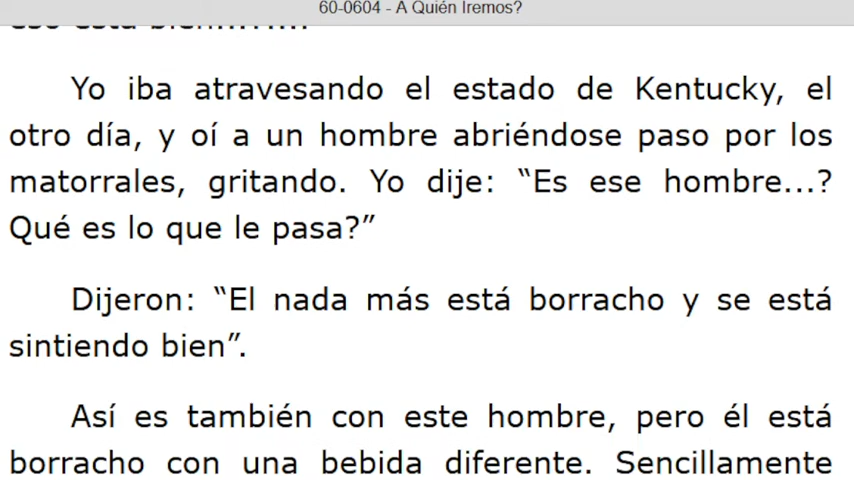 60-0604 - A Quién Iremos?
Yo iba atravesando el estado de Kentucky, el
otro día, y oí a un hombre abriéndose paso por los
matorrales, gritando. Yo dije: “Es ese hombre...?
Qué es lo que le pasa?”
Dijeron: “El nada más está borracho y se está
sintiendo bien”.
Así es también con este hombre, pero él está
borracho con una bebida diferente. Sencillamente